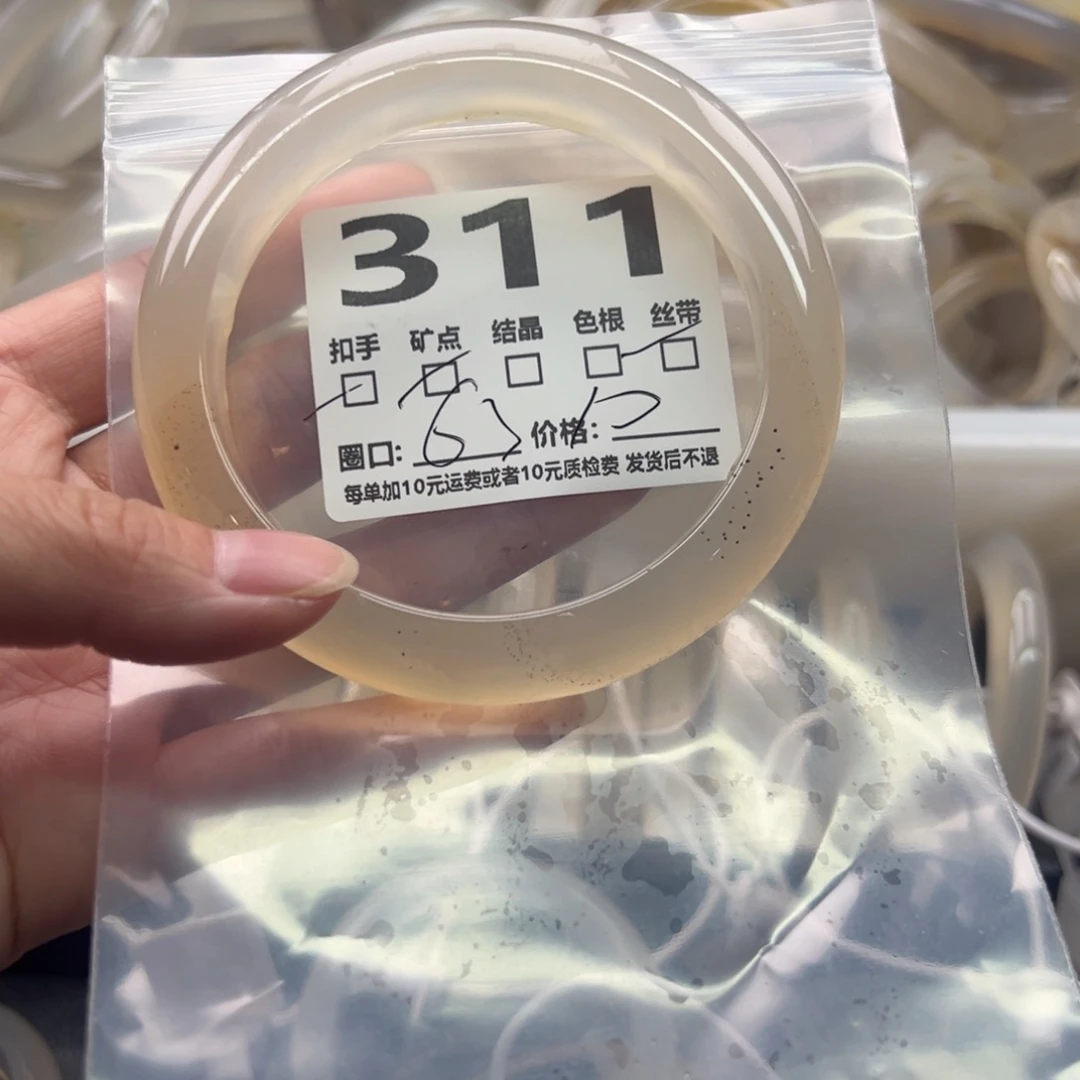 311
扣手 矿点 结晶 色根 丝带
圈口: 价格:
每单加10元运费或者10元质检费 发货后不退